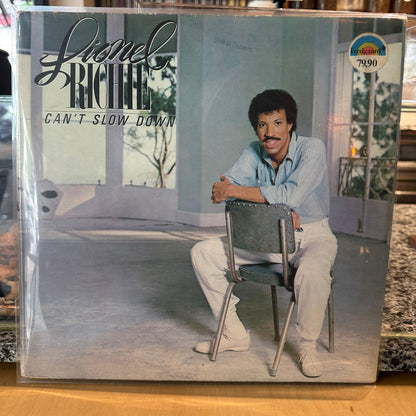 Lionel
RICHIE
CAN'T SLOW DOWN
79,90